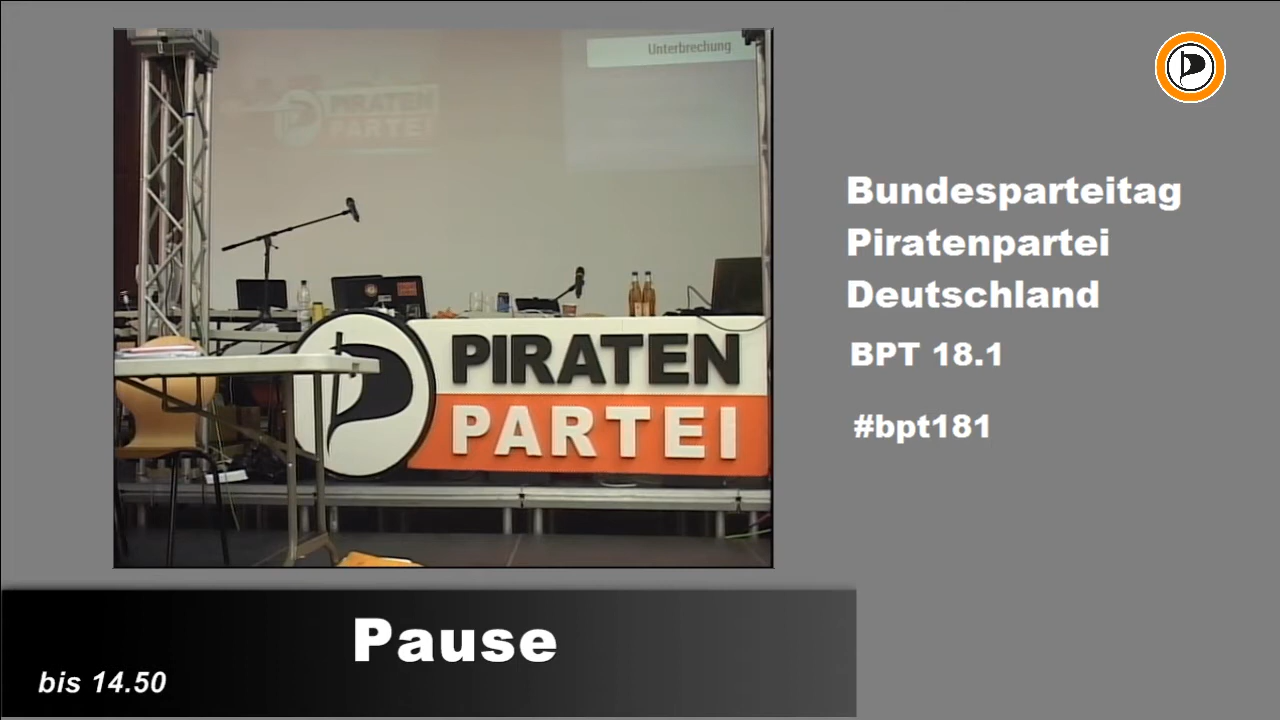 Unterbrechung
PIRATEN
PARTEI
PIRATEN
PARTEI
Bundesparteitag
Piratenpartei
Deutschland
BPT 18.1
#bpt181
Pause
bis 14.50